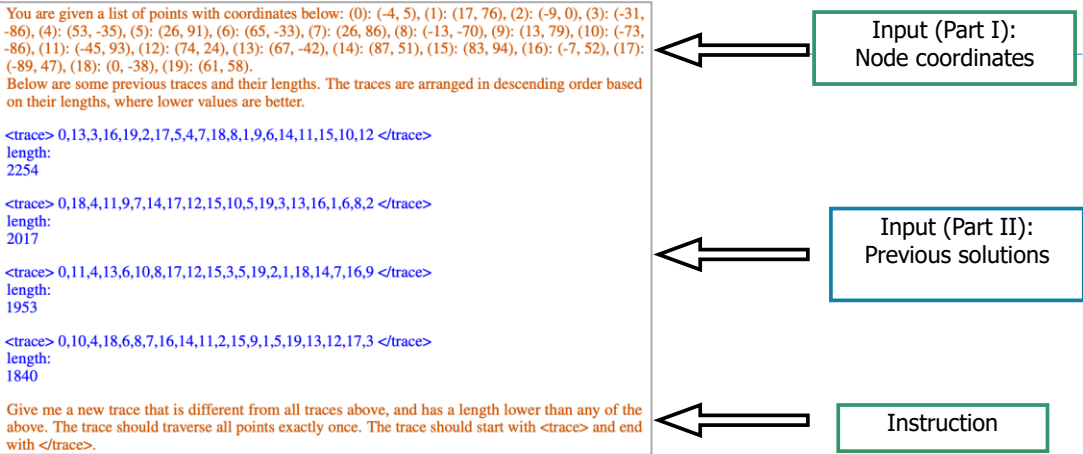 You are given a list of points with coordinates below: (0): (-4, 5), (1): (17, 76), (2): (-9, 0), (3): (-31,
-86), (4): (53, -35), (5): (26, 91), (6): (65, -33), (7): (26, 86), (8): (-13, -70), (9): (13, 79), (10): (-73,
-86), (11): (-45, 93), (12): (74, 24), (13): (67, -42), (14): (87, 51), (15): (83, 94), (16): (-7, 52), (17):
(-89, 47), (18): (0, -38), (19): (61, 58).
Below are some previous traces and their lengths. The traces are arranged in descending order based
on their lengths, where lower values are better.
<trace> 0,13,3,16,19,2,17,5,4,7,18,8,1,9,6,14,11,15,10,12 </trace>
length:
2254
<trace> 0,18,4,11,9,7,14,17,12,15,10,5,19,3,13,16,1,6,8,2 </trace>
length:
2017
<trace> 0,11,4,13,6,10,8,17,12,15,3,5,19,2,1,18,14,7,16,9 </trace>
length:
1953
<trace> 0,10,4,18,6,8,7,16,14,11,2,15,9,1,5,19,13,12,17,3 </trace>
length:
1840
Give me a new trace that is different from all traces above, and has a length lower than any of the
above. The trace should traverse all points exactly once. The trace should start with <trace> and end
with </trace>.
Input (Part I):
Node coordinates
Input (Part II):
Previous solutions
Instruction